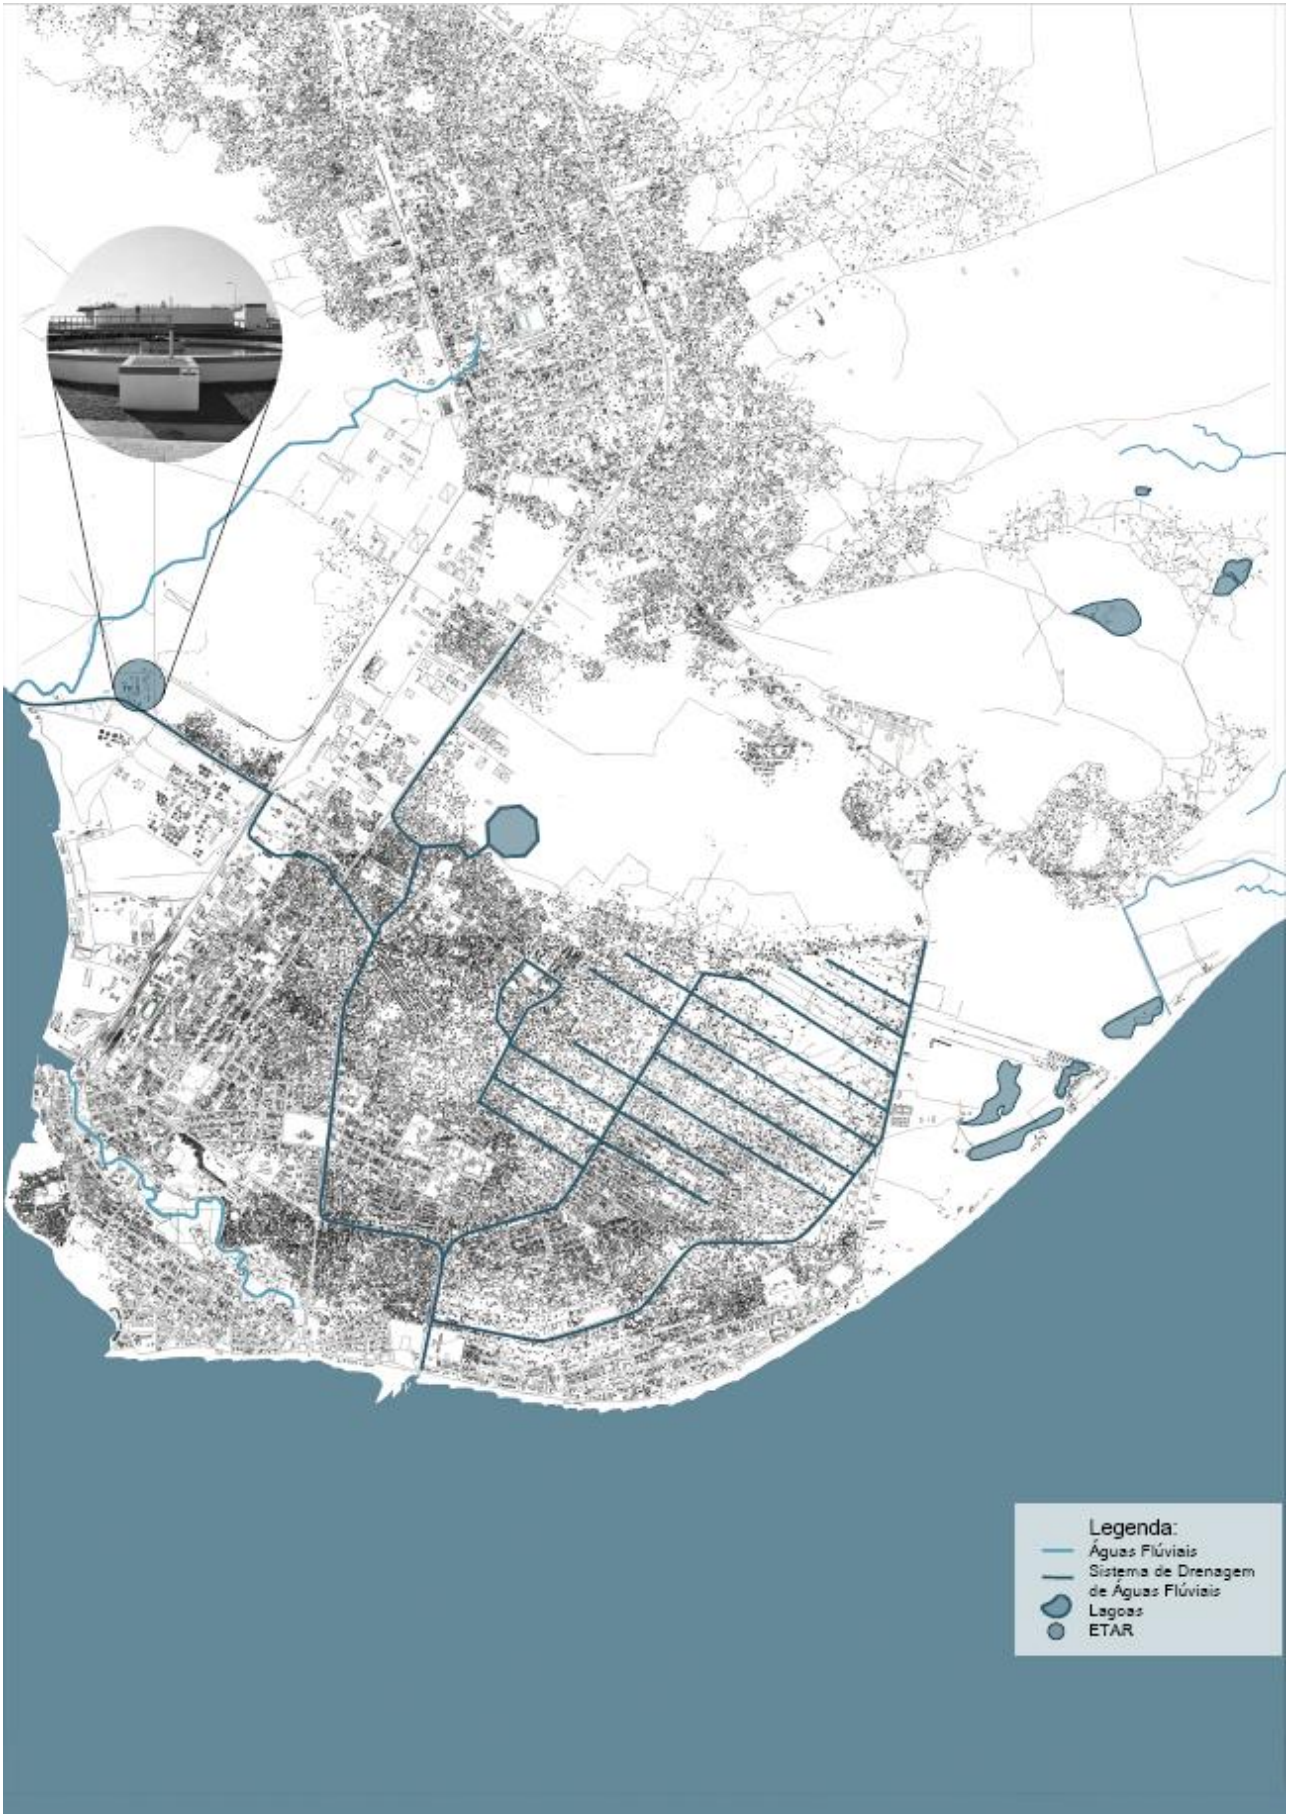 Legenda:
Águas Flúviais
Sistema de Drenagem
de Águas Flúviais
Lagoas
ETAR